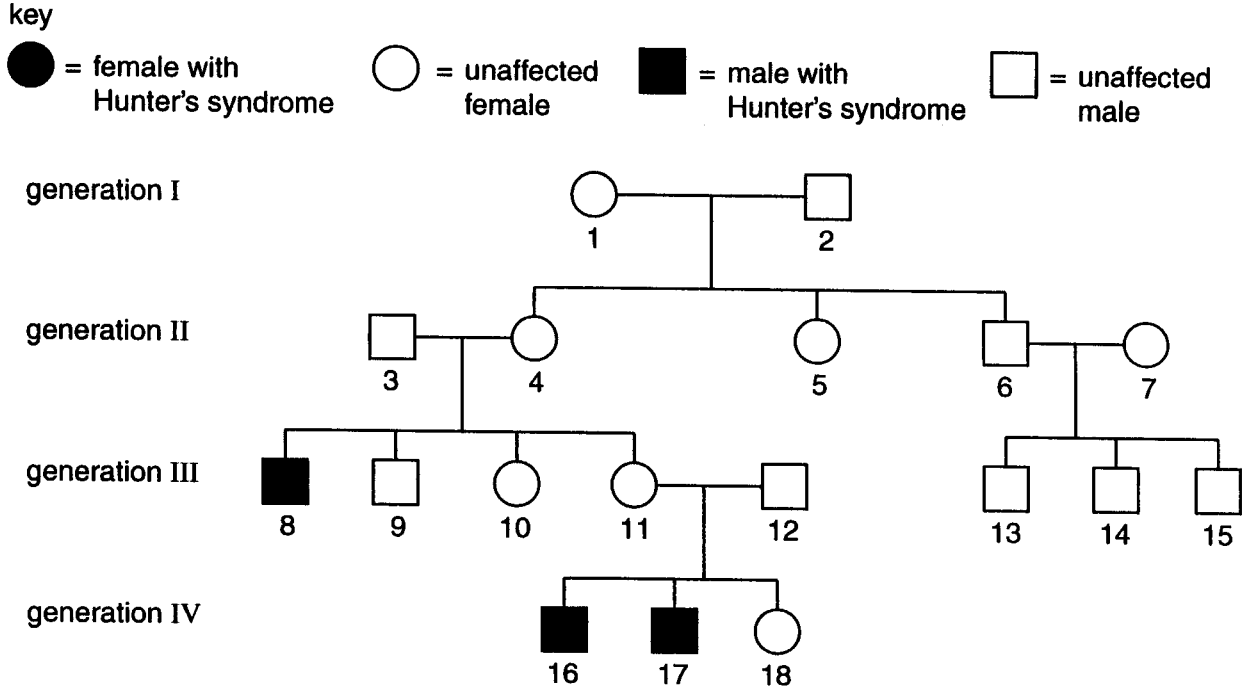 key
= female with Hunter's syndrome
= unaffected female
= male with Hunter's syndrome
= unaffected male
generation I
1 2
generation II
3 4 5 6 7
generation III
8 9 10 11 12 13 14 15
generation IV
16 17 18